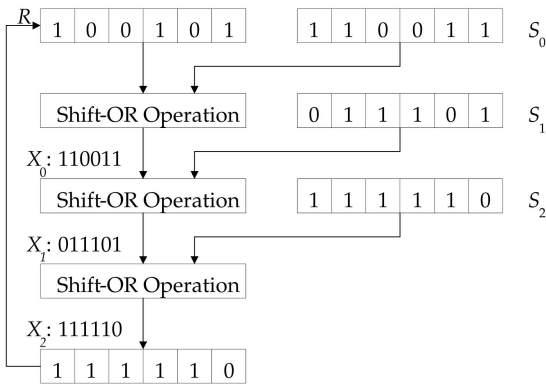 R 1 0 0 1 0 1 1 1 0 0 1 1 S0
Shift-OR Operation 0 1 1 1 0 1 S1
X0: 110011
Shift-OR Operation 1 1 1 1 1 0 S2
X1: 011101
Shift-OR Operation
X2: 111110
1 1 1 1 1 0